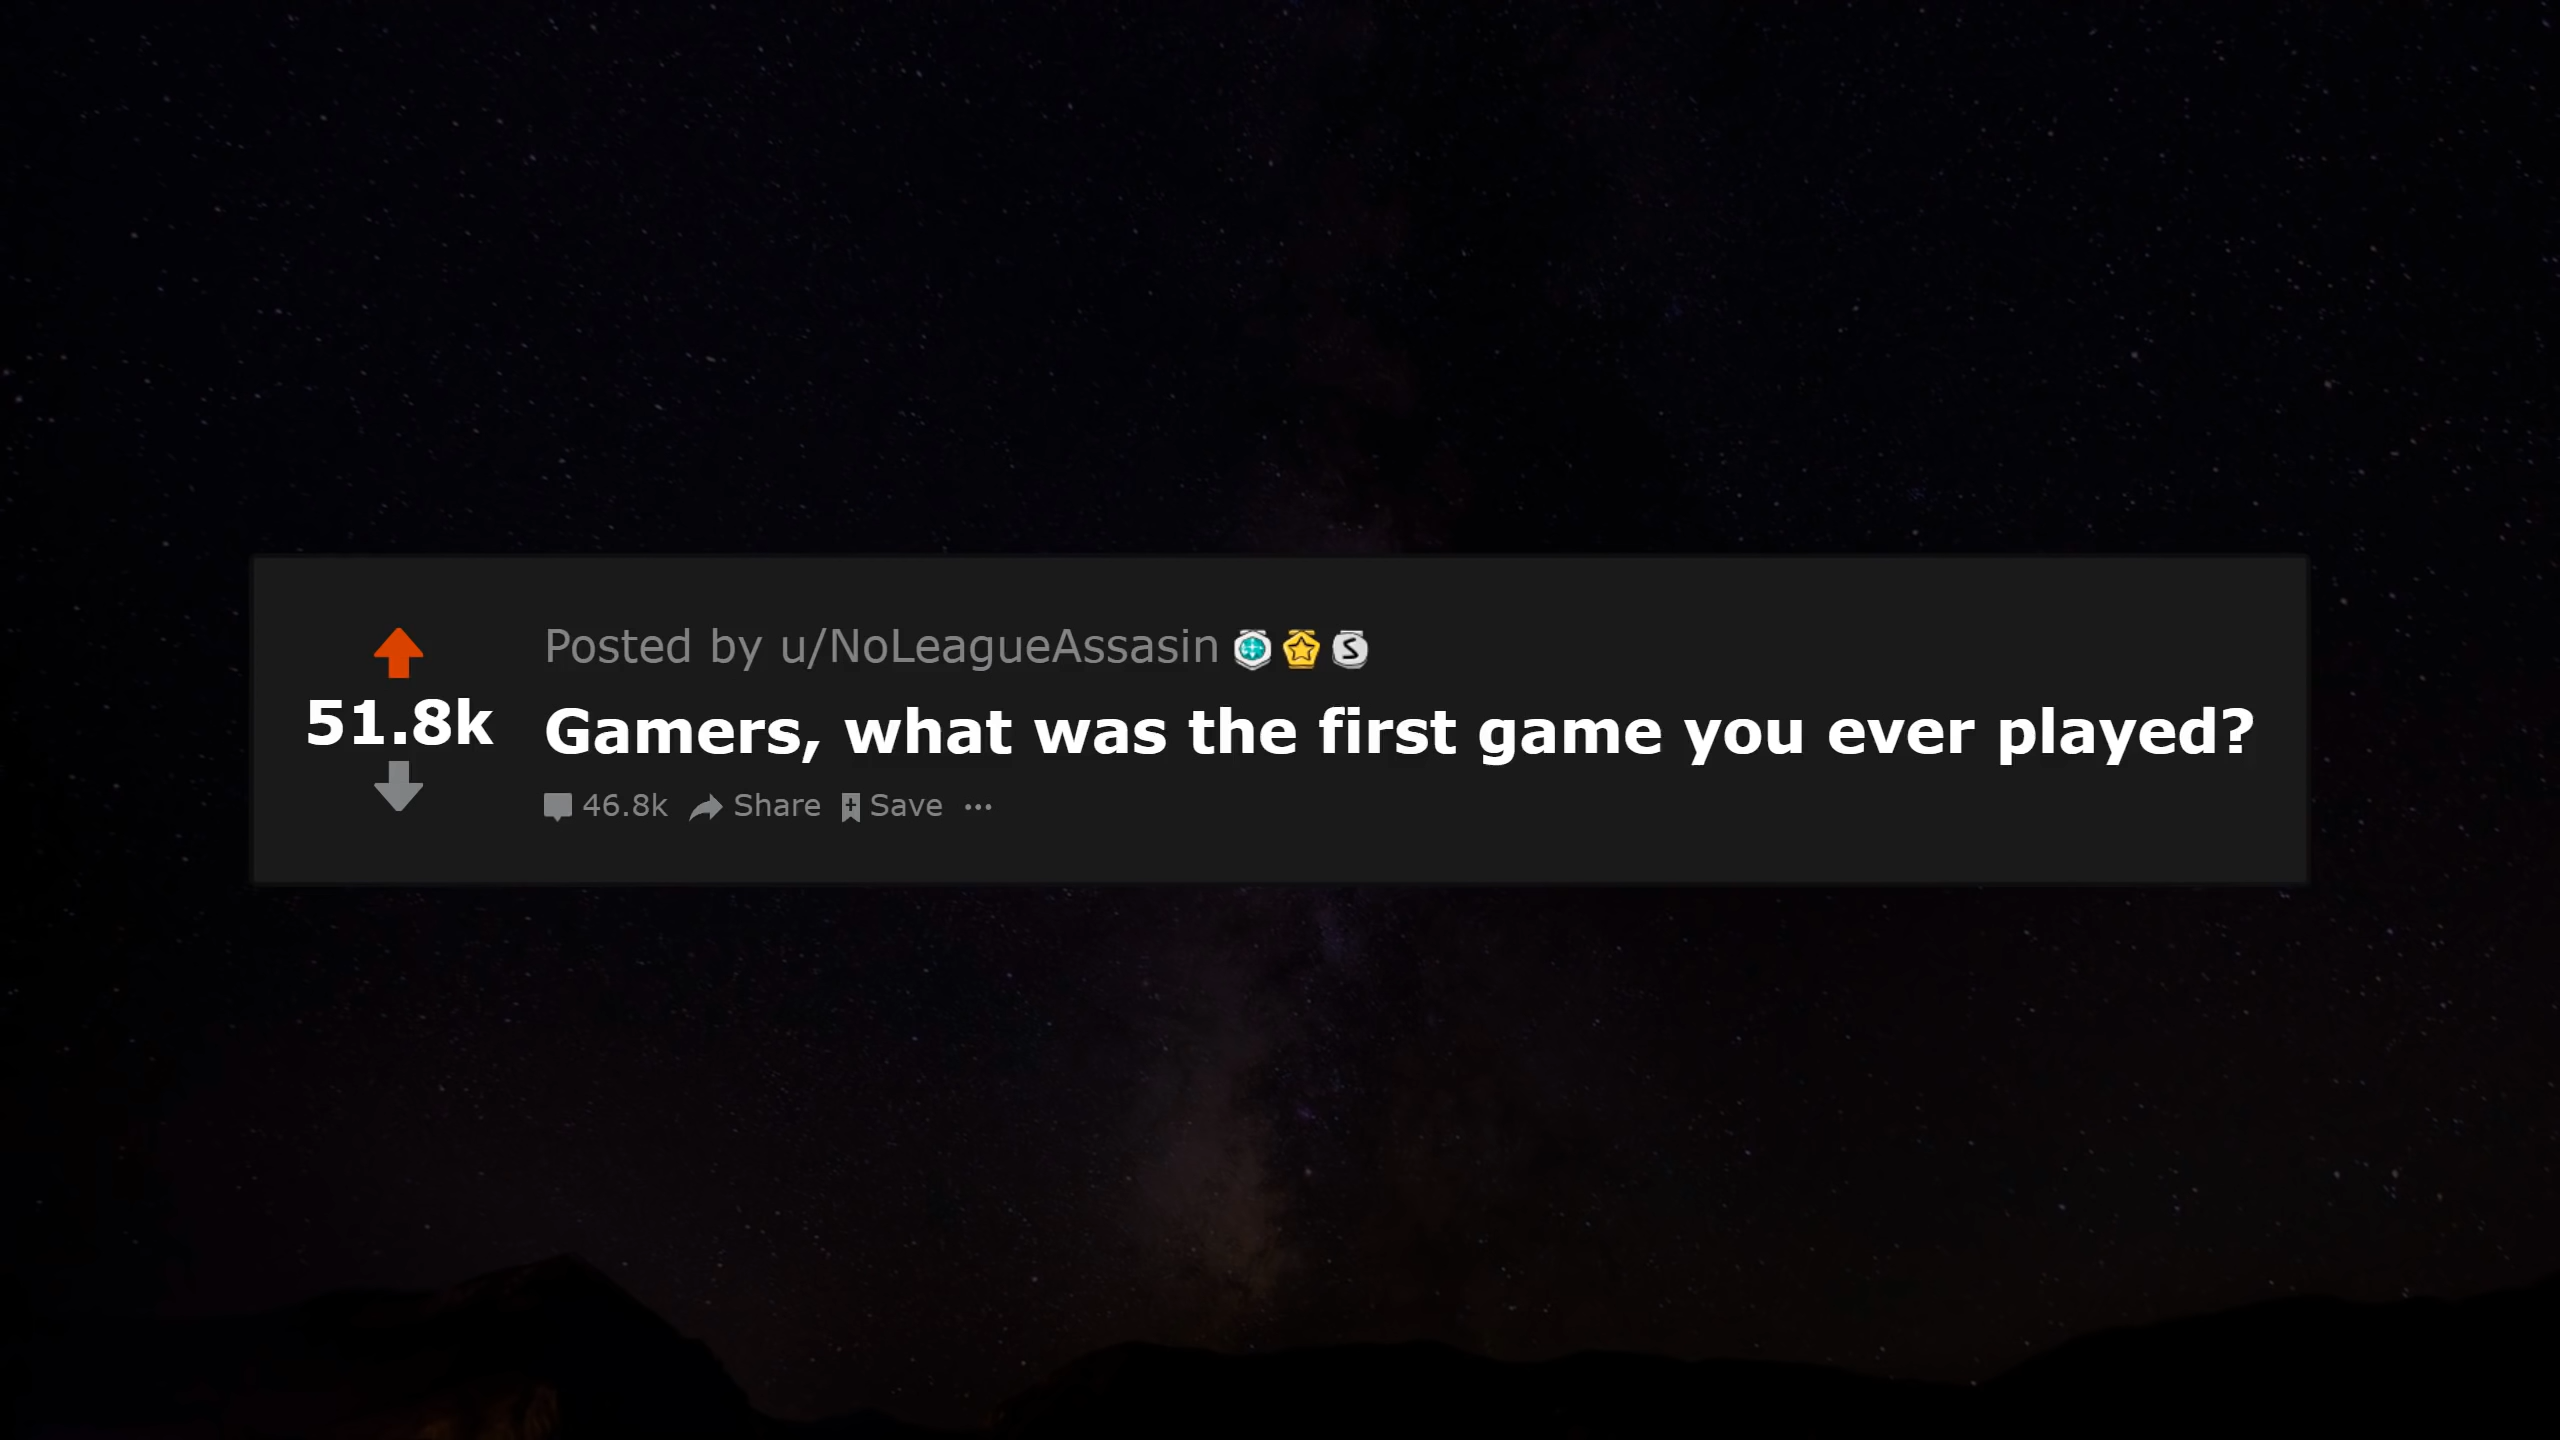 Posted by u/NoLeagueAssasin
51.8k
Gamers, what was the first game you ever played?
46.8k Share Save ...